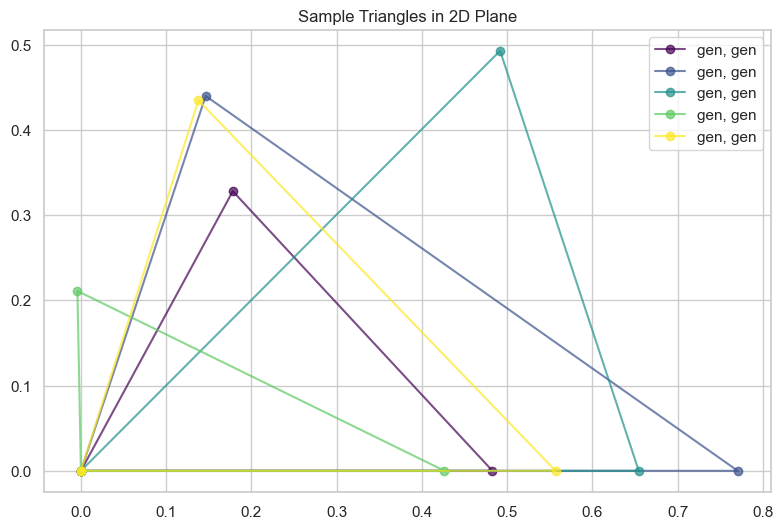 Sample Triangles in 2D Plane
gen, gen
gen, gen
gen, gen
gen, gen
gen, gen
0.5
0.4
0.3
0.2
0.1
0.0
0.0 0.1 0.2 0.3 0.4 0.5 0.6 0.7 0.8